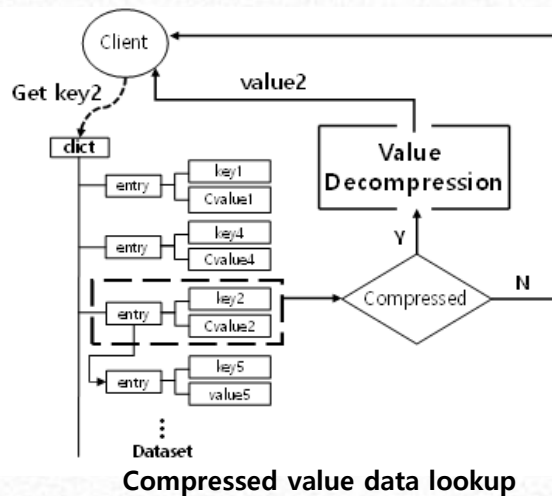 Client
Get key2
value2
dict
Value
Decompression
entry
key1
Cvalue1
entry
key4
Cvalue4
Y
N
Compressed
entry
key2
Cvalue2
entry
key5
value5
Dataset
Compressed value data lookup